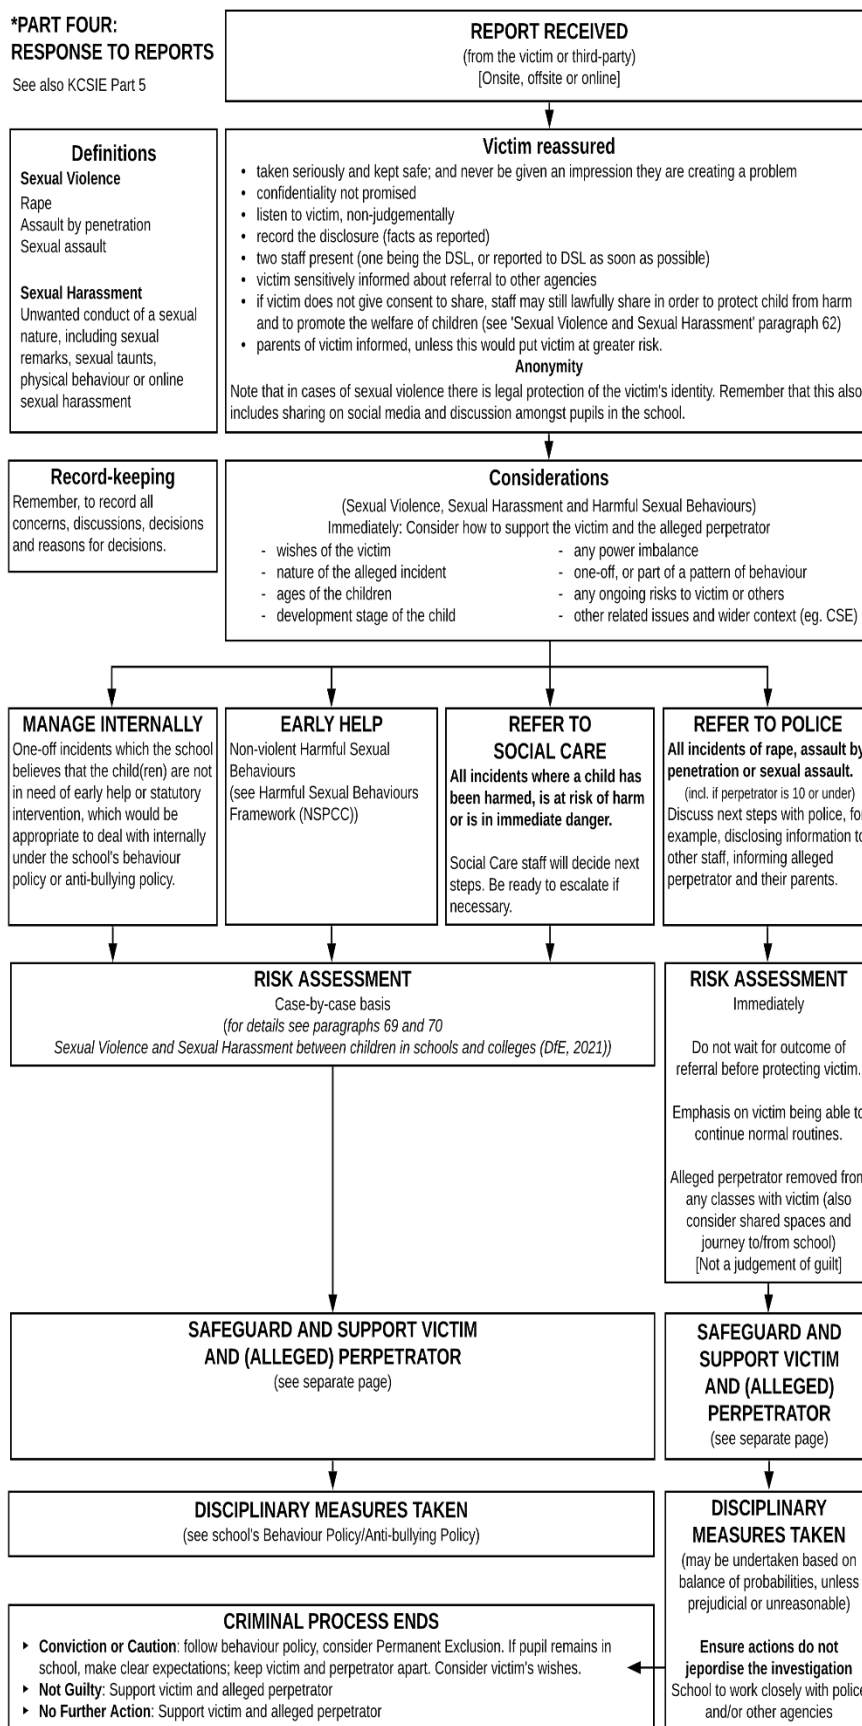 *PART FOUR:
RESPONSE TO REPORTS
See also KCSIE Part 5
REPORT RECEIVED
(from the victim or third-party)
[Onsite, offsite or online]
Definitions
Sexual Violence
Rape
Assault by penetration
Sexual assault
Sexual Harassment
Unwanted conduct of a sexual
nature, including sexual
remarks, sexual taunts,
physical behaviour or online
sexual harassment
Victim reassured
• taken seriously and kept safe; and never be given an impression they are creating a problem
• confidentiality not promised
• listen to victim, non-judgementally
• record the disclosure (facts as reported)
• two staff present (one being the DSL, or reported to DSL as soon as possible)
• victim sensitively informed about referral to other agencies
• if victim does not give consent to share, staff may still lawfully share in order to protect child from harm
and to promote the welfare of children (see 'Sexual Violence and Sexual Harassment' paragraph 62)
• parents of victim informed, unless this would put victim at greater risk.
Anonymity
Note that in cases of sexual violence there is legal protection of the victim's identity. Remember that this also
includes sharing on social media and discussion amongst pupils in the school.
Record-keeping
Remember, to record all
concerns, discussions, decisions
and reasons for decisions.
Considerations
(Sexual Violence, Sexual Harassment and Harmful Sexual Behaviours)
Immediately: Consider how to support the victim and the alleged perpetrator
- wishes of the victim
- nature of the alleged incident
- ages of the children
- development stage of the child
- any power imbalance
- one-off, or part of a pattern of behaviour
- any ongoing risks to victim or others
- other related issues and wider context (eg. CSE)
MANAGE INTERNALLY
One-off incidents which the school
believes that the child(ren) are not
in need of early help or statutory
intervention, which would be
appropriate to deal with internally
under the school's behaviour
policy or anti-bullying policy.
EARLY HELP
Non-violent Harmful Sexual
Behaviours
(see Harmful Sexual Behaviours
Framework (NSPCC))
REFER TO
SOCIAL CARE
All incidents where a child has
been harmed, is at risk of harm
or is in immediate danger.
Social Care staff will decide next
steps. Be ready to escalate if
necessary.
REFER TO POLICE
All incidents of rape, assault by
penetration or sexual assault.
(incl. if perpetrator is 10 or under)
Discuss next steps with police, for
example, disclosing information to
other staff, informing alleged
perpetrator and their parents.
RISK ASSESSMENT
Case-by-case basis
(for details see paragraphs 69 and 70
Sexual Violence and Sexual Harassment between children in schools and colleges (DfE, 2021))
RISK ASSESSMENT
Immediately
Do not wait for outcome of
referral before protecting victim.
Emphasis on victim being able to
continue normal routines.
Alleged perpetrator removed from
any classes with victim (also
consider shared spaces and
journey to/from school)
[Not a judgement of guilt]
SAFEGUARD AND SUPPORT VICTIM
AND (ALLEGED) PERPETRATOR
(see separate page)
SAFEGUARD AND
SUPPORT VICTIM
AND (ALLEGED)
PERPETRATOR
(see separate page)
DISCIPLINARY MEASURES TAKEN
(see school's Behaviour Policy/Anti-bullying Policy)
DISCIPLINARY
MEASURES TAKEN
(may be undertaken based on
balance of probabilities, unless
prejudicial or unreasonable)
Ensure actions do not
jepordise the investigation
School to work closely with police
and/or other agencies
CRIMINAL PROCESS ENDS
‣ Conviction or Caution: follow behaviour policy, consider Permanent Exclusion. If pupil remains in
school, make clear expectations; keep victim and perpetrator apart. Consider victim's wishes.
‣ Not Guilty: Support victim and alleged perpetrator
‣ No Further Action: Support victim and alleged perpetrator